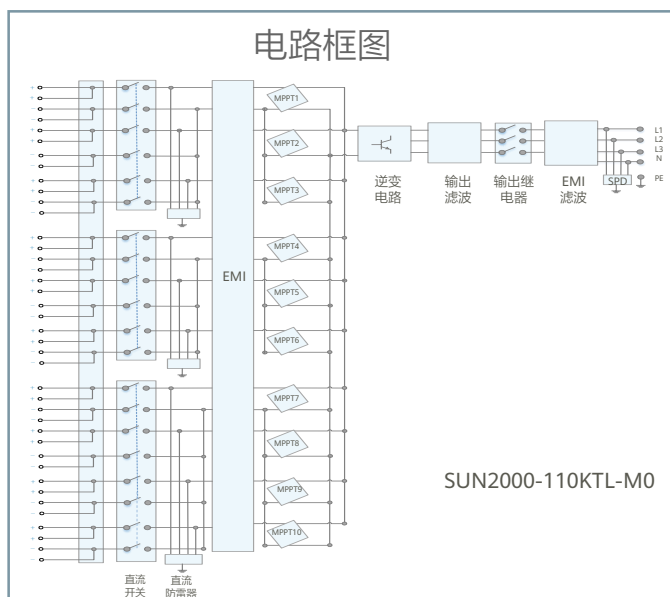 电路框图
MPPT1
MPPT2
MPPT3
MPPT4
EMI
MPPT5
MPPT6
MPPT7
MPPT8
MPPT9
MPPT10
L1
L2
L3
N
PE
SPD
逆变
电路
输出
滤波
输出继
电器
EMI
滤波
SUN2000-110KTL-M0
直流
开关
直流
防雷器